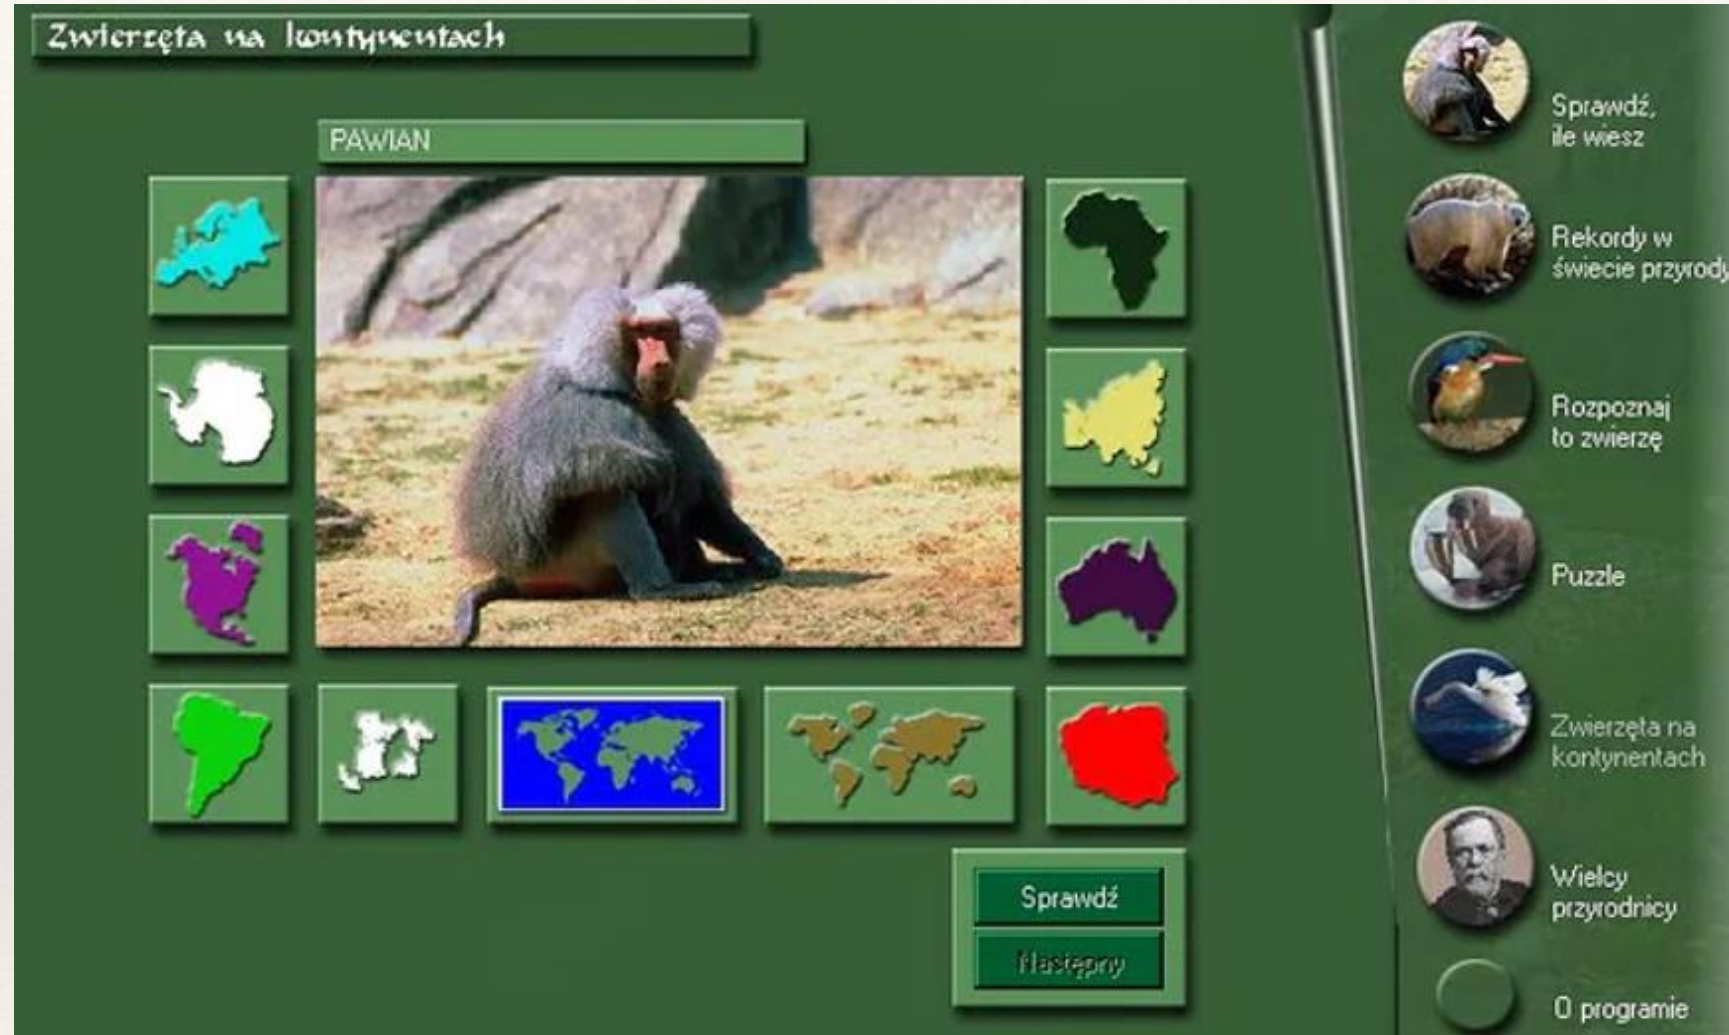 Zwierzęta na kontynentach
PAWIAN
Sprawdź
Następny
Sprawdź,
ile wiesz
Rekordy w
świecie przyrody
Rozpoznaj
to zwierzę
Puzzle
Zwierzęta na
kontynentach
Wielcy
przyrodnicy
O programie